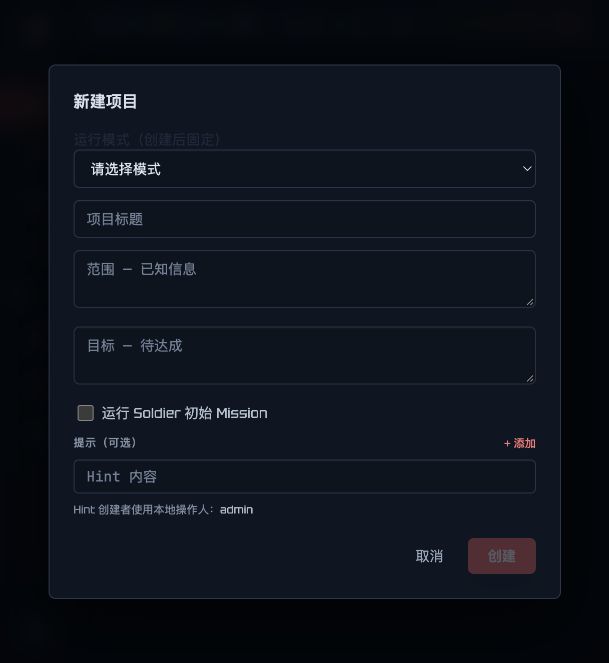 新建项目
运行模式（创建后固定）
请选择模式
项目标题
范围 — 已知信息
目标 — 待达成
运行 Soldier 初始 Mission
提示（可选）
+ 添加
Hint 内容
Hint 创建者使用本地操作人：admin
取消
创建